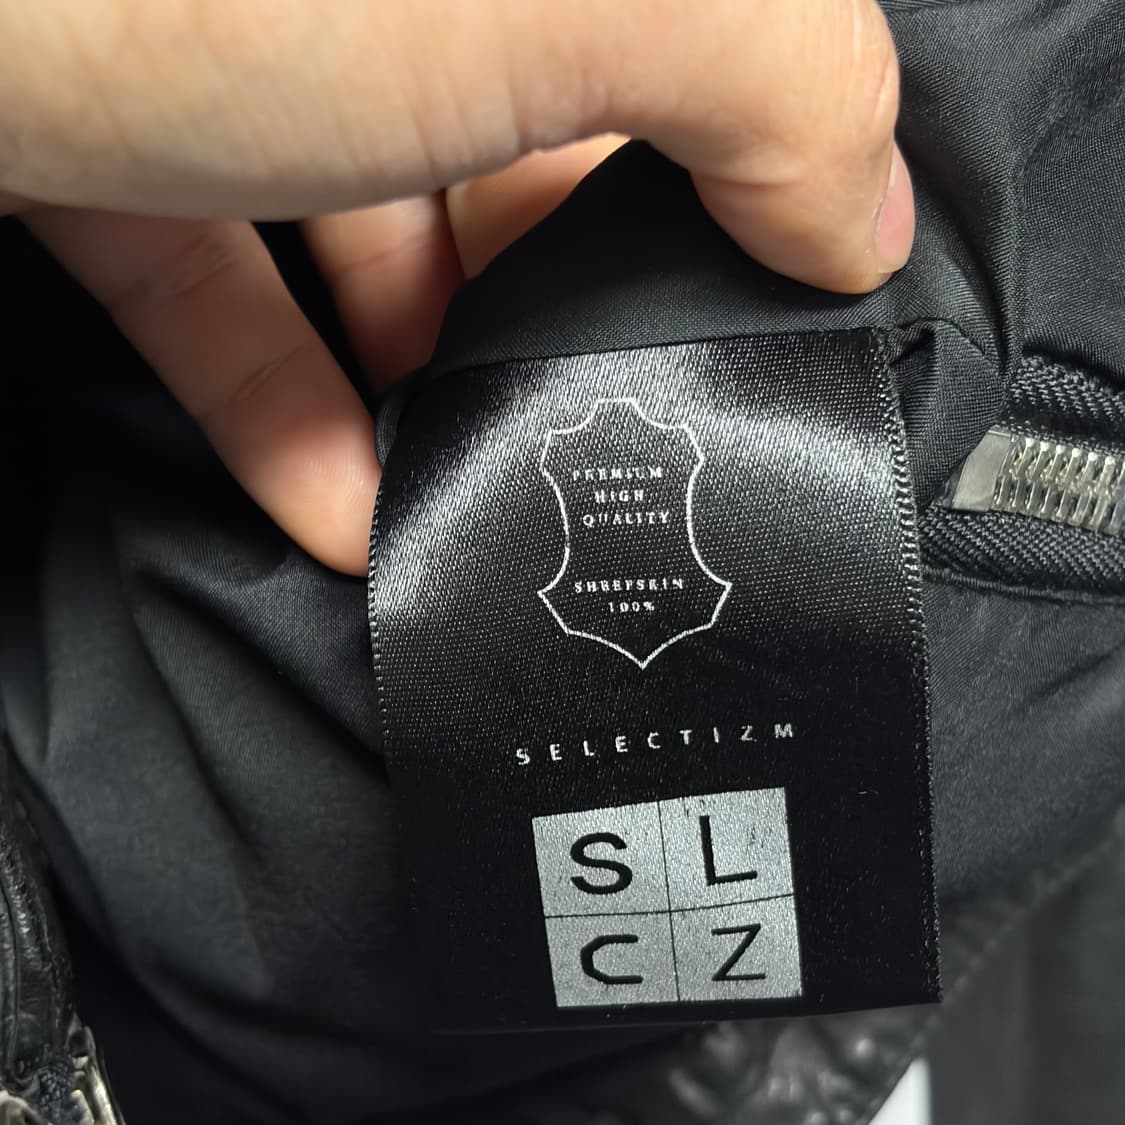 PREMIUM
HIGH
QUALITY
SHEEPSKIN
100%
SELECTIZM
S L
C Z